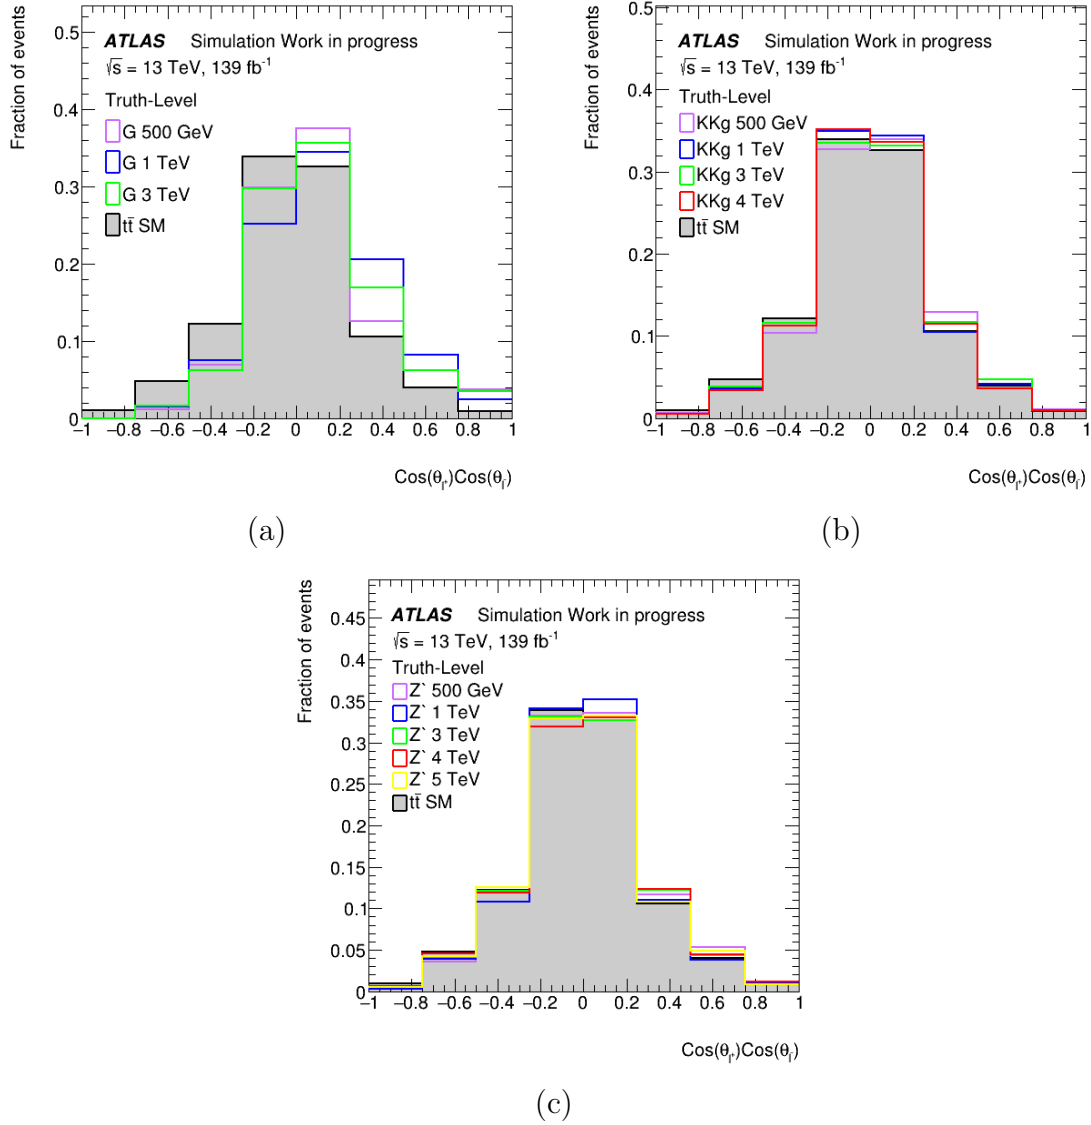 Fraction of events
ATLAS Simulation Work in progress
√s = 13 TeV, 139 fb⁻¹
Truth-Level
G 500 GeV
G 1 TeV
G 3 TeV
tt̄ SM
0.5
0.4
0.3
0.2
0.1
0
−1 −0.8 −0.6 −0.4 −0.2 0 0.2 0.4 0.6 0.8 1
Cos(θ_l⁺)Cos(θ_l⁻)
(a)
Fraction of events
ATLAS Simulation Work in progress
√s = 13 TeV, 139 fb⁻¹
Truth-Level
KKg 500 GeV
KKg 1 TeV
KKg 3 TeV
KKg 4 TeV
tt̄ SM
0.5
0.4
0.3
0.2
0.1
0
−1 −0.8 −0.6 −0.4 −0.2 0 0.2 0.4 0.6 0.8 1
Cos(θ_l⁺)Cos(θ_l⁻)
(b)
Fraction of events
ATLAS Simulation Work in progress
√s = 13 TeV, 139 fb⁻¹
Truth-Level
Z` 500 GeV
Z` 1 TeV
Z` 3 TeV
Z` 4 TeV
Z` 5 TeV
tt̄ SM
0.45
0.4
0.35
0.3
0.25
0.2
0.15
0.1
0.05
0
−1 −0.8 −0.6 −0.4 −0.2 0 0.2 0.4 0.6 0.8 1
Cos(θ_l⁺)Cos(θ_l⁻)
(c)